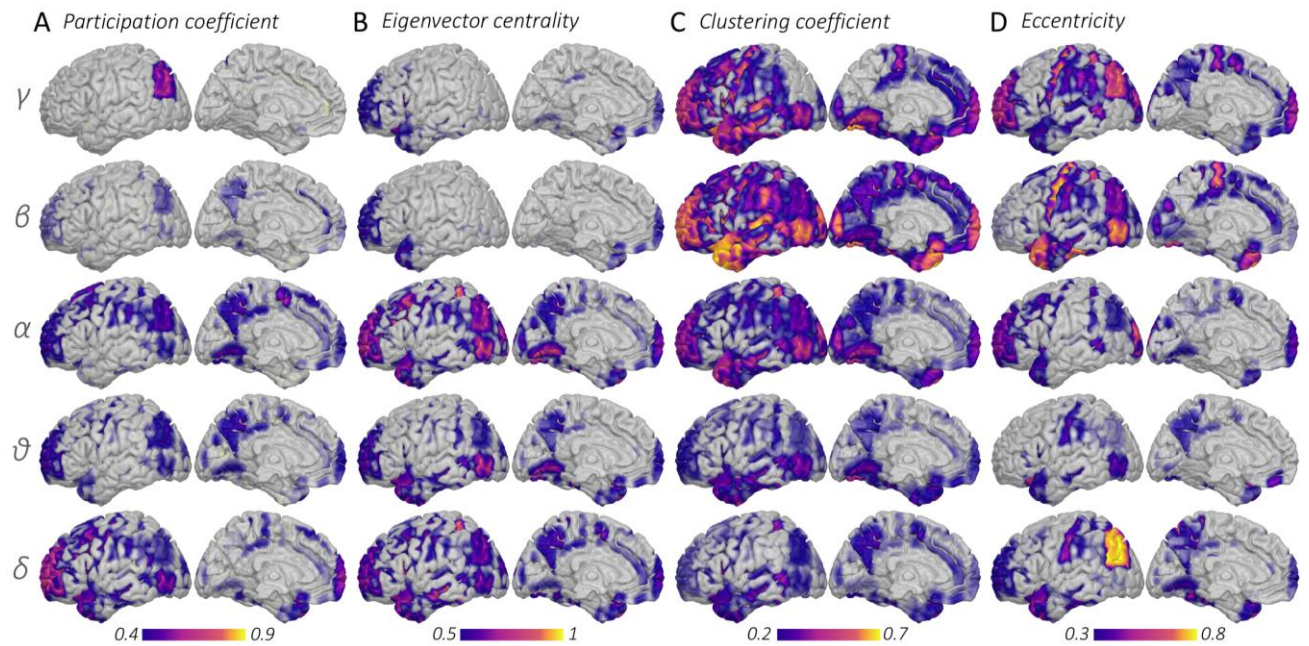 A Participation coefficient B Eigenvector centrality C Clustering coefficient D Eccentricity
γ
β
α
ϑ
δ
0.4 0.9 0.5 1 0.2 0.7 0.3 0.8